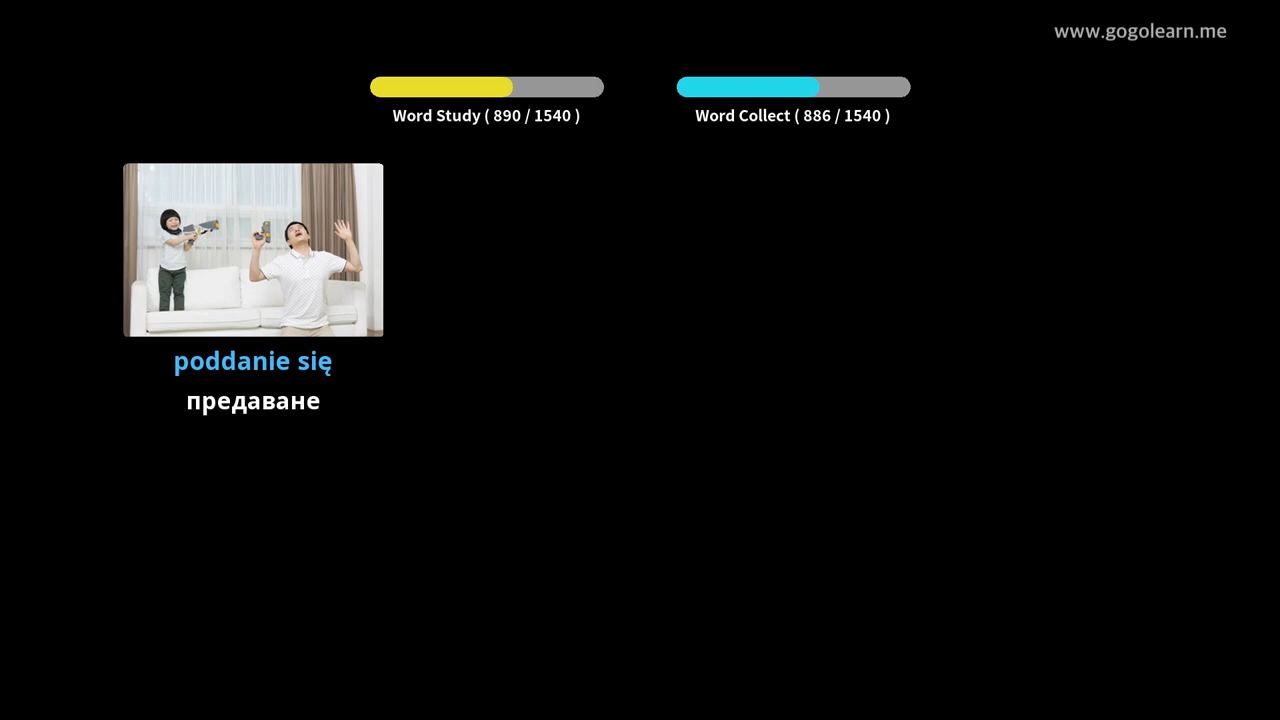 www.gogolearn.me
Word Study ( 890 / 1540 )
Word Collect ( 886 / 1540 )
poddanie się
предаване